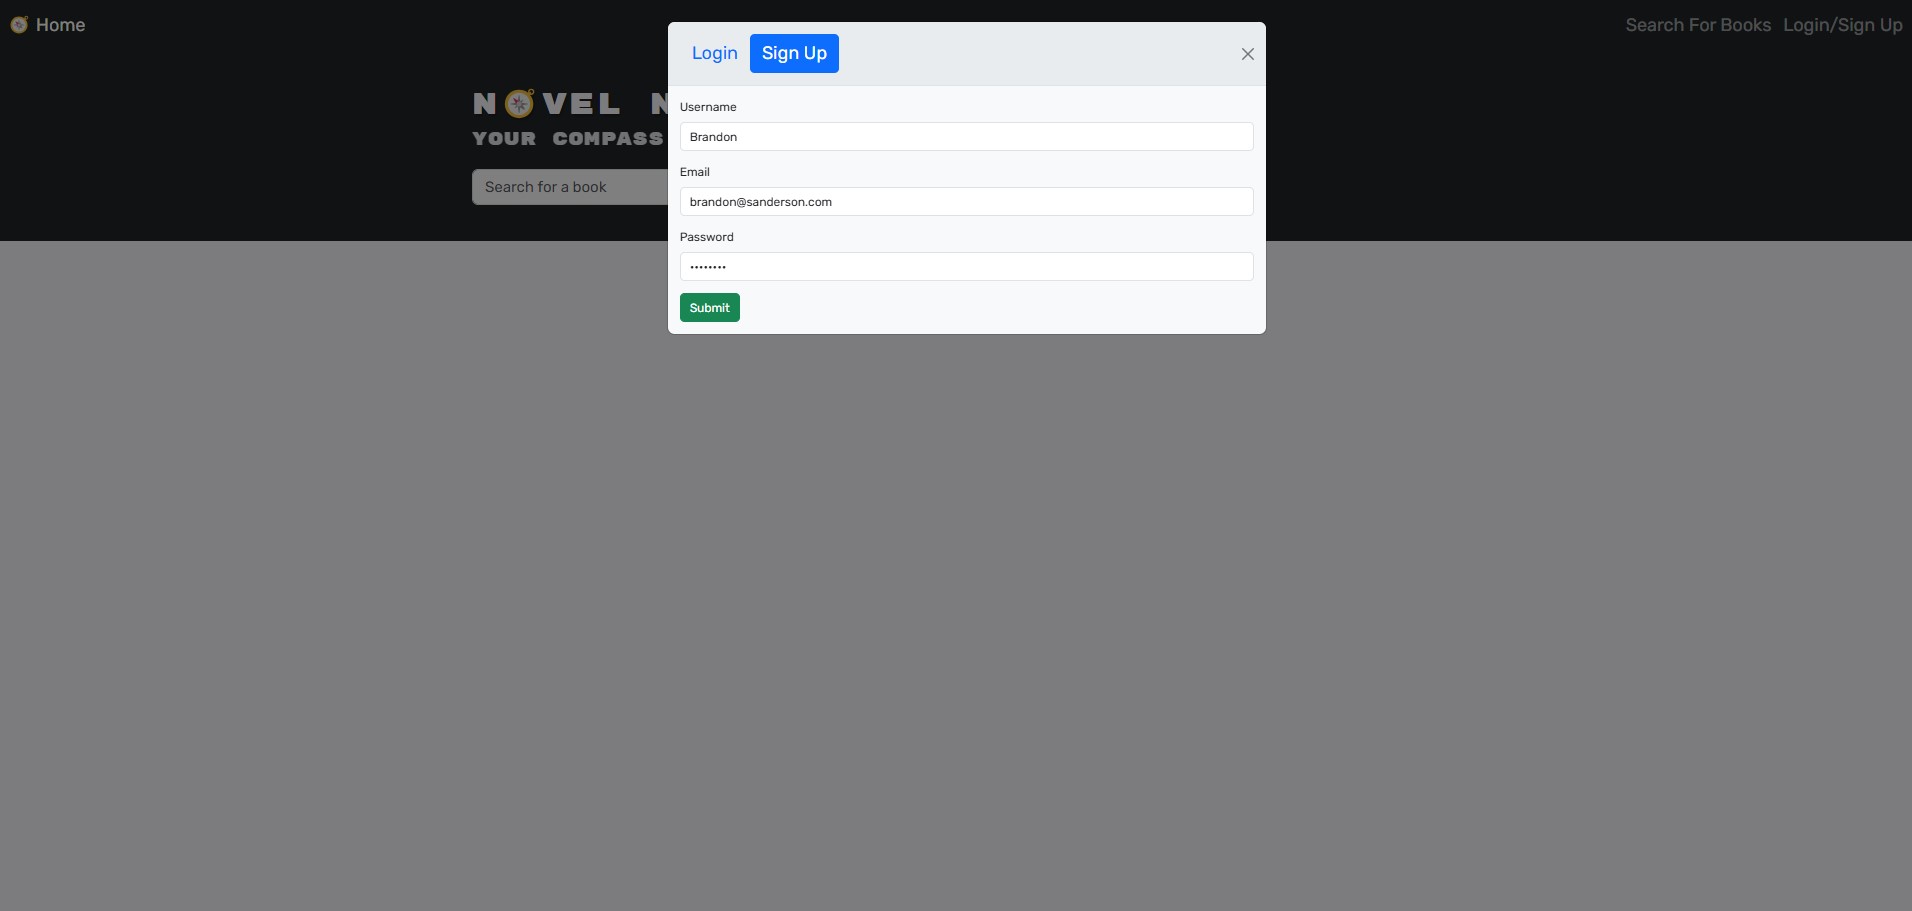 Home
Search For Books Login/Sign Up
Login Sign Up
NOVEL N
YOUR COMPASS
Search for a book
Username
Brandon
Email
brandon@sanderson.com
Password
••••••••
Submit